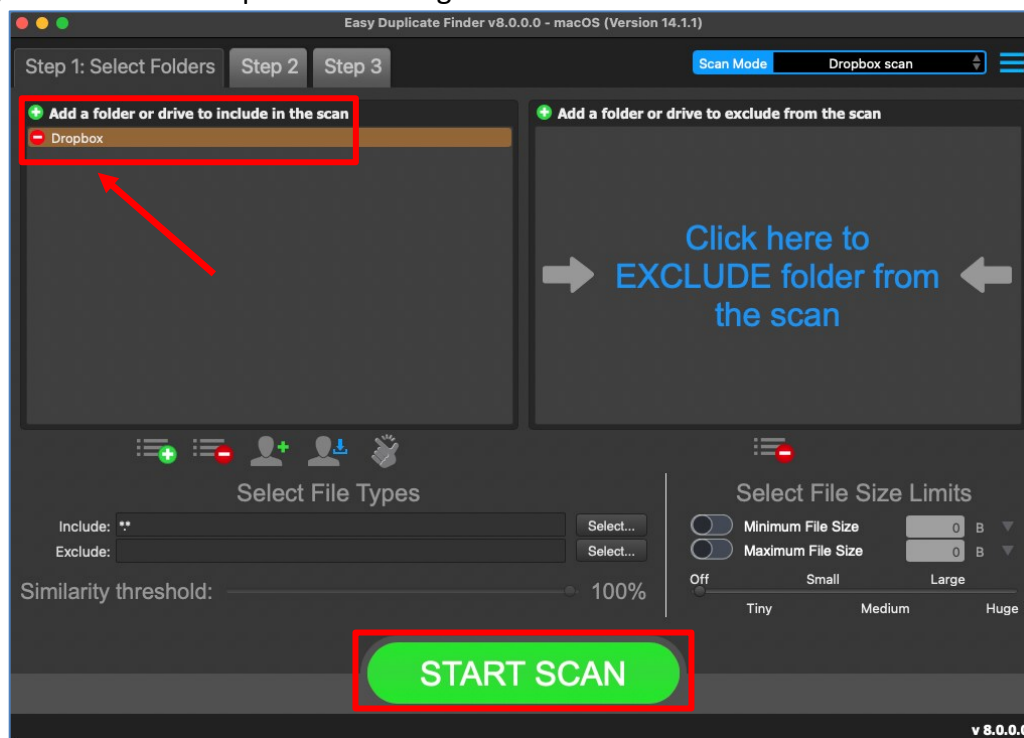 Easy Duplicate Finder v8.0.0.0 - macOS (Version 14.1.1)
Step 1: Select Folders Step 2 Step 3 Scan Mode Dropbox scan
Add a folder or drive to include in the scan
Dropbox
Add a folder or drive to exclude from the scan
Click here to
EXCLUDE folder from
the scan
Select File Types
Include: *.*
Select...
Exclude:
Select...
Similarity threshold: 100%
Select File Size Limits
Minimum File Size 0 B
Maximum File Size 0 B
Off Small Large
Tiny Medium Huge
START SCAN
v 8.0.0.0